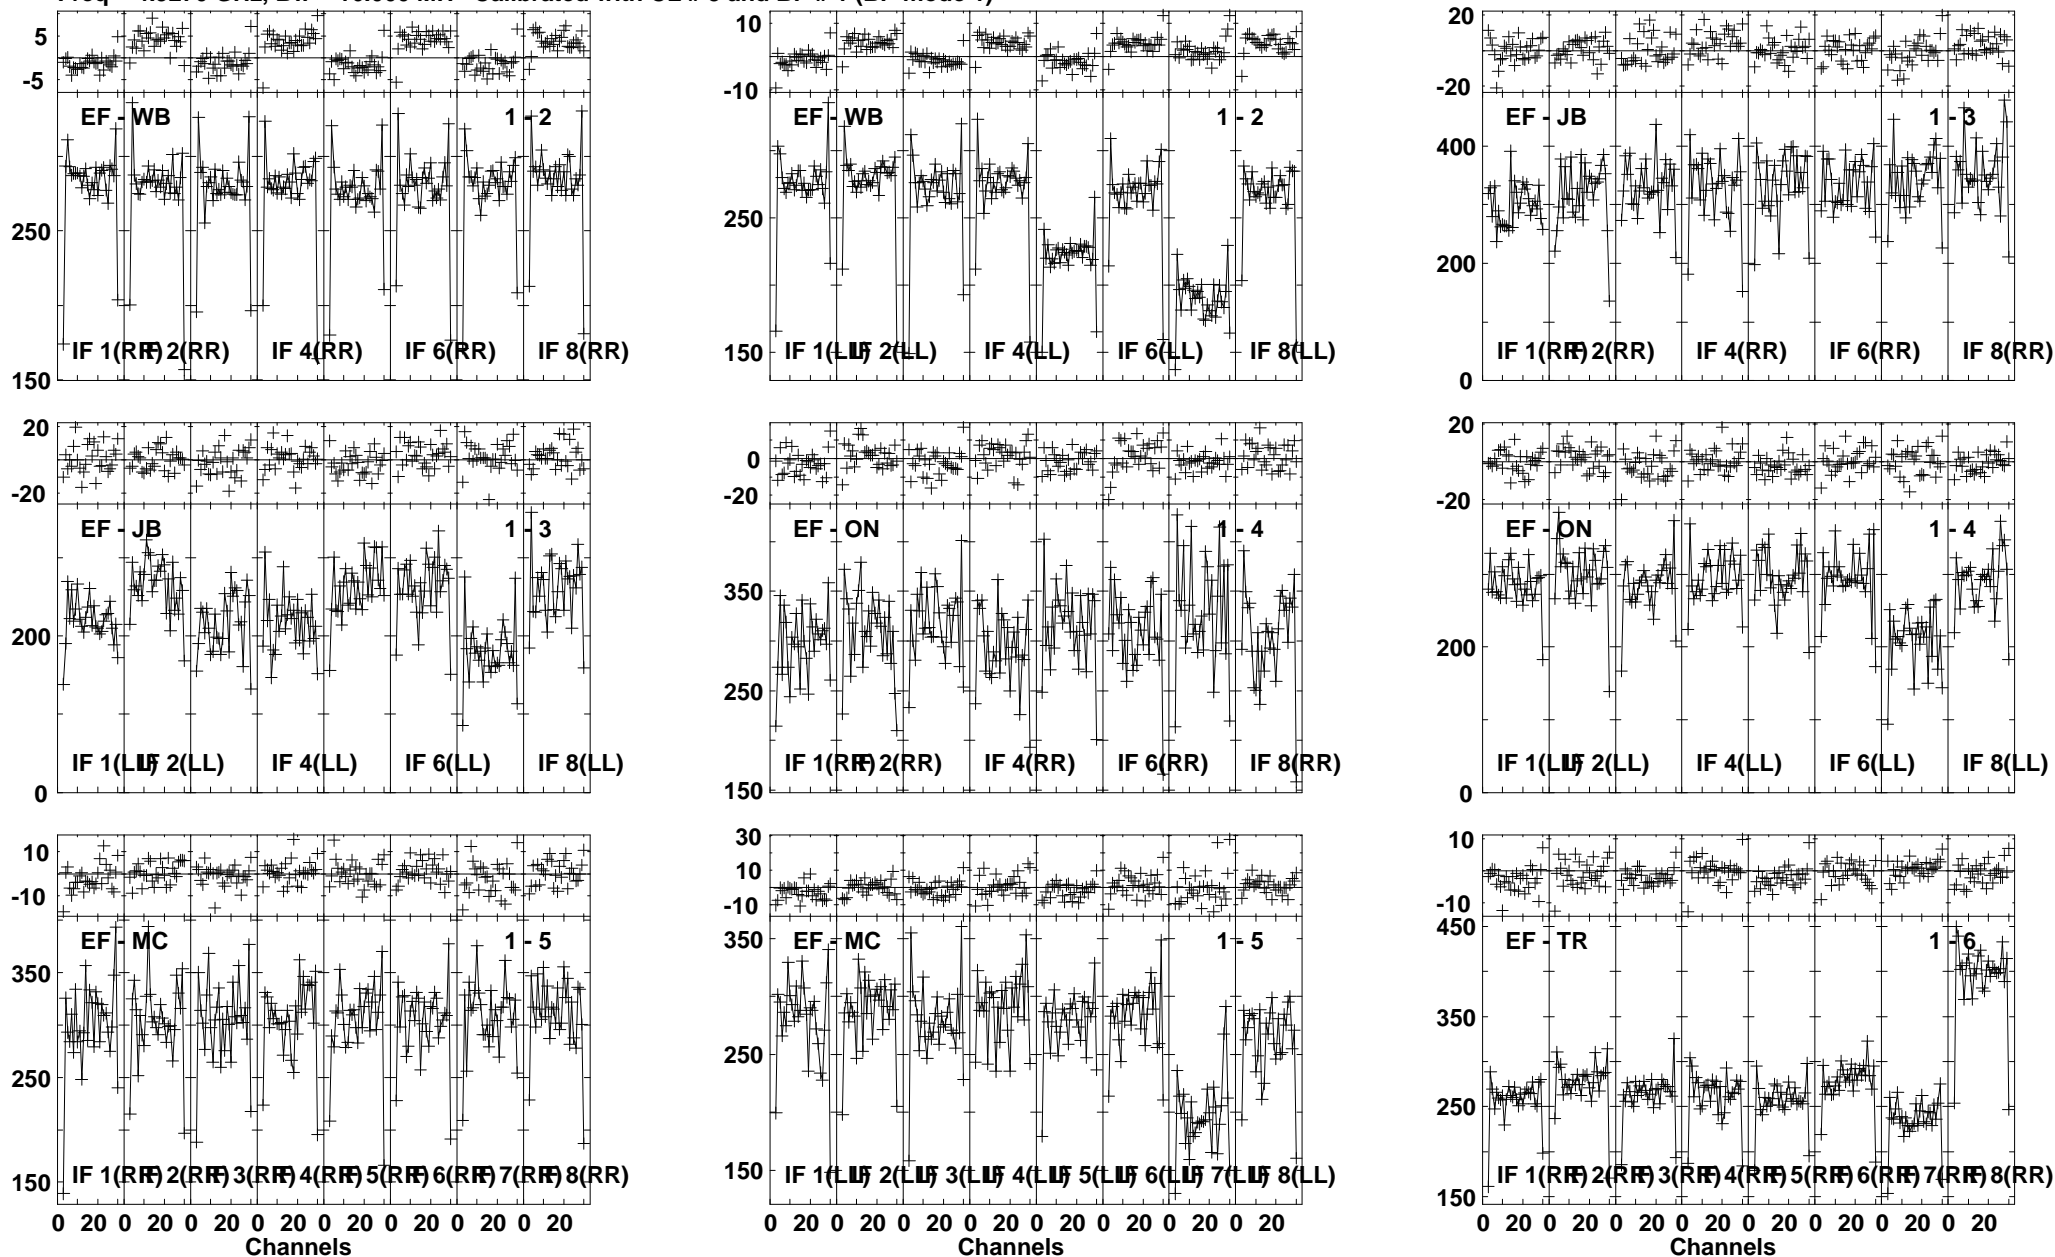 5
-5
EF - WB
1 - 2
250
150
IF 1(RR)
IF 2(RR)
IF 4(RR)
IF 6(RR)
IF 8(RR)
10
-10
EF - WB
1 - 2
250
150
IF 1(LL)
IF 2(LL)
IF 4(LL)
IF 6(LL)
IF 8(LL)
20
-20
EF - JB
1 - 3
400
200
0
IF 1(RR)
IF 2(RR)
IF 4(RR)
IF 6(RR)
IF 8(RR)
20
-20
EF - JB
1 - 3
200
0
IF 1(LL)
IF 2(LL)
IF 4(LL)
IF 6(LL)
IF 8(LL)
0
-20
EF - ON
1 - 4
350
250
150
IF 1(RR)
IF 2(RR)
IF 4(RR)
IF 6(RR)
IF 8(RR)
20
-20
EF - ON
1 - 4
200
0
IF 1(LL)
IF 2(LL)
IF 4(LL)
IF 6(LL)
IF 8(LL)
10
-10
EF - MC
1 - 5
350
250
150
IF 1(RR)
IF 2(RR)
IF 3(RR)
IF 4(RR)
IF 5(RR)
IF 6(RR)
IF 7(RR)
IF 8(RR)
0 20 0 20 0 20 0 20 0 20 0 20 0 20 0 20
Channels
30
10
-10
EF - MC
1 - 5
350
250
150
IF 1(LL)
IF 2(LL)
IF 3(LL)
IF 4(LL)
IF 5(LL)
IF 6(LL)
IF 7(LL)
IF 8(LL)
0 20 0 20 0 20 0 20 0 20 0 20 0 20 0 20
Channels
10
-10
EF - TR
1 - 6
450
350
250
150
IF 1(RR)
IF 2(RR)
IF 3(RR)
IF 4(RR)
IF 5(RR)
IF 6(RR)
IF 7(RR)
IF 8(RR)
0 20 0 20 0 20 0 20 0 20 0 20 0 20 0 20
Channels